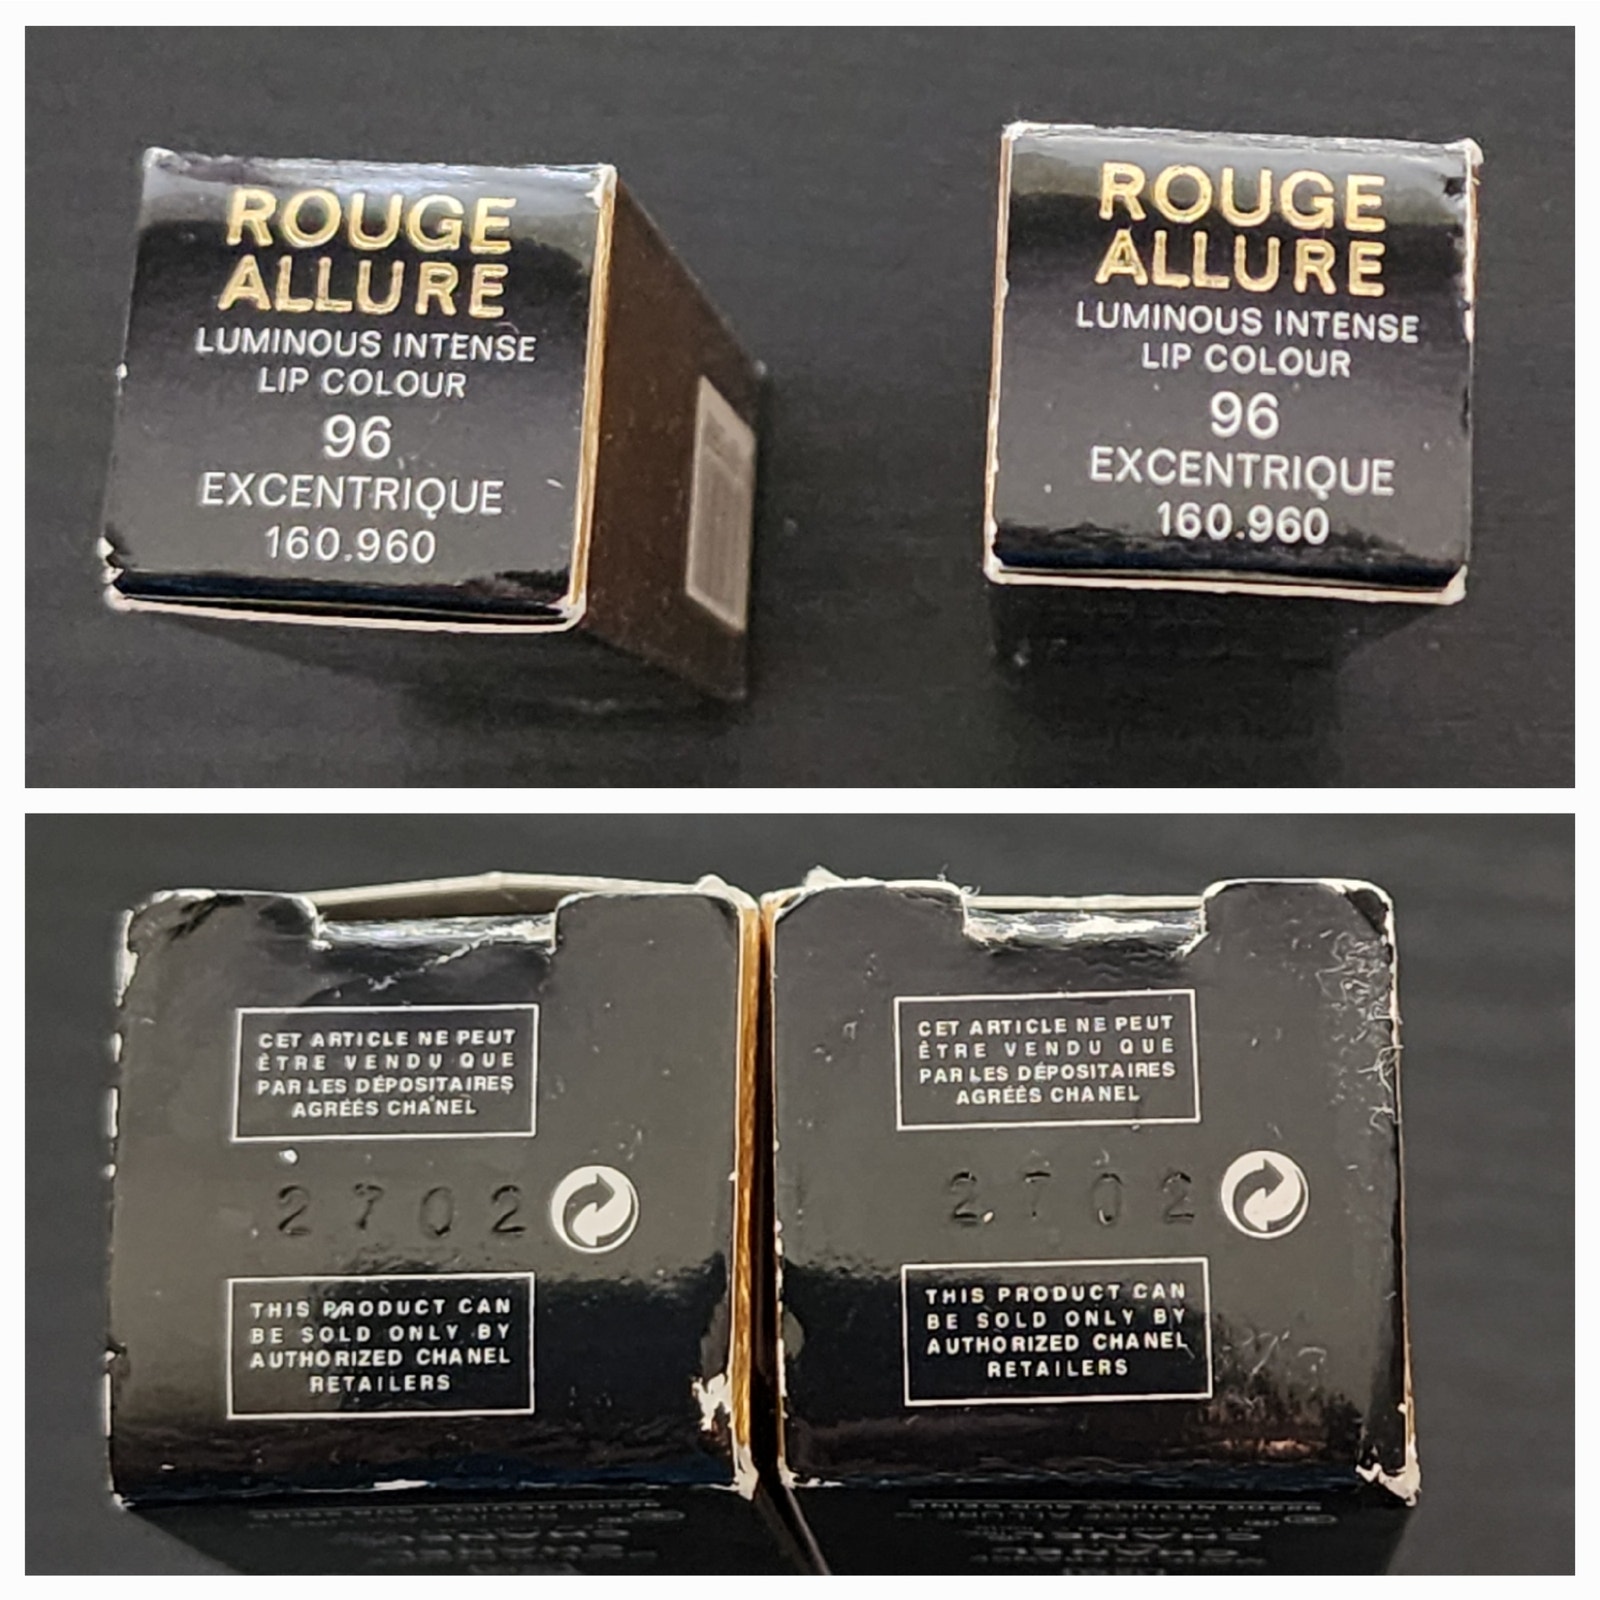 ROUGE
ALLURE
LUMINOUS INTENSE
LIP COLOUR
96
EXCENTRIQUE
160.960
ROUGE
ALLURE
LUMINOUS INTENSE
LIP COLOUR
96
EXCENTRIQUE
160.960
CET ARTICLE NE PEUT
ÊTRE VENDU QUE
PAR LES DÉPOSITAIRES
AGRÉÉS CHANEL
2702
THIS PRODUCT CAN
BE SOLD ONLY BY
AUTHORIZED CHANEL
RETAILERS
CET ARTICLE NE PEUT
ÊTRE VENDU QUE
PAR LES DÉPOSITAIRES
AGRÉÉS CHANEL
2702
THIS PRODUCT CAN
BE SOLD ONLY BY
AUTHORIZED CHANEL
RETAILERS